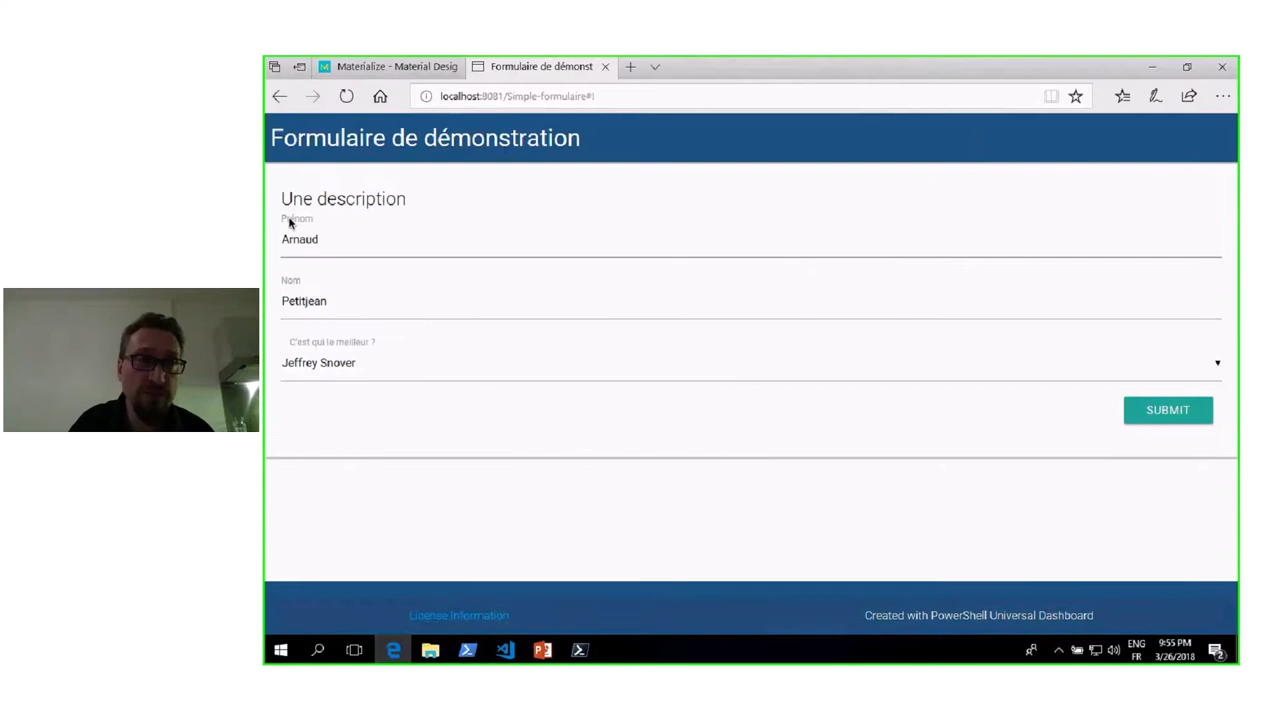 Materialize - Material Desig
Formulaire de démonst
localhost:8081/Simple-formulaire#!
Formulaire de démonstration
Une description
Prénom
Arnaud
Nom
Petitjean
C'est qui le meilleur ?
Jeffrey Snover
SUBMIT
License Information
Created with PowerShell Universal Dashboard
ENG
FR
9:55 PM
3/26/2018
2